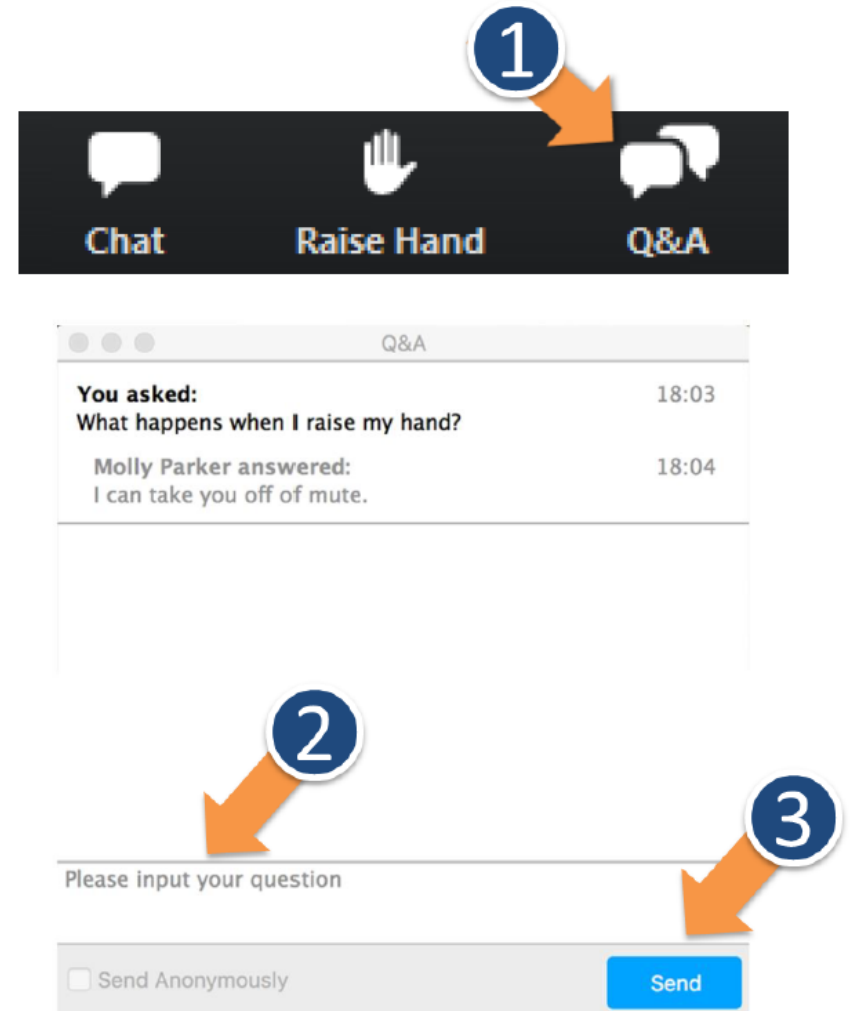 1
Chat Raise Hand Q&A
Q&A
You asked: 18:03
What happens when I raise my hand?
Molly Parker answered: 18:04
I can take you off of mute.
2
3
Please input your question
Send Anonymously Send